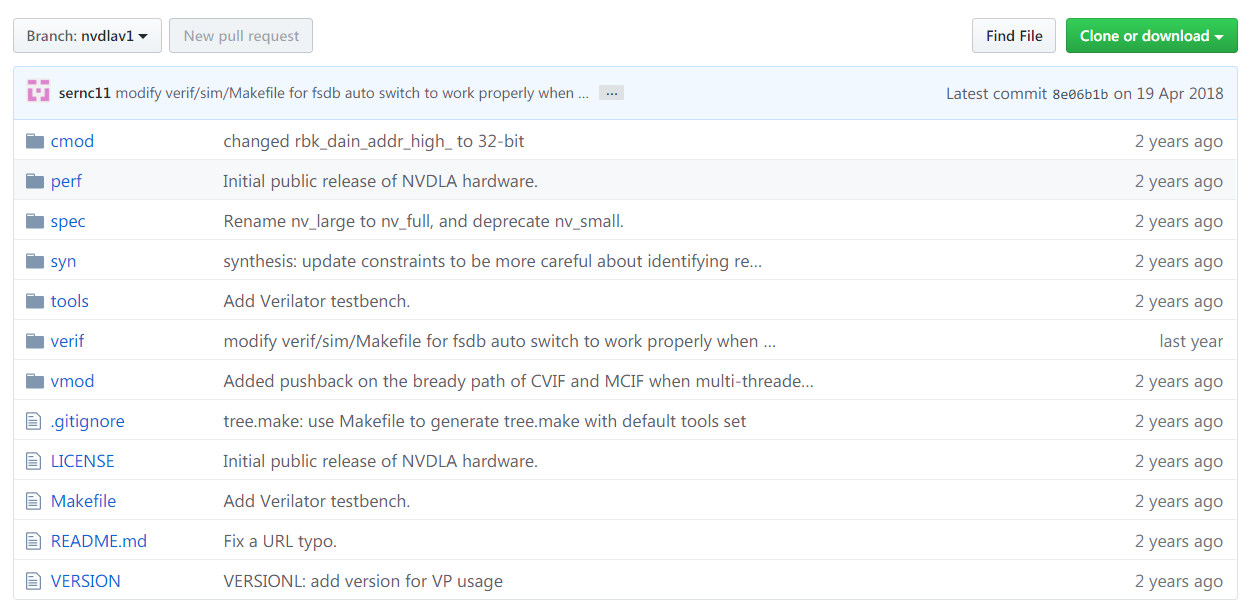 Branch: nvdlav1 New pull request Find File Clone or download
sernc11 modify verif/sim/Makefile for fsdb auto switch to work properly when ... ... Latest commit 8e06b1b on 19 Apr 2018
cmod changed rbk_dain_addr_high_ to 32-bit 2 years ago
perf Initial public release of NVDLA hardware. 2 years ago
spec Rename nv_large to nv_full, and deprecate nv_small. 2 years ago
syn synthesis: update constraints to be more careful about identifying re... 2 years ago
tools Add Verilator testbench. 2 years ago
verif modify verif/sim/Makefile for fsdb auto switch to work properly when ... last year
vmod Added pushback on the bready path of CVIF and MCIF when multi-threade... 2 years ago
.gitignore tree.make: use Makefile to generate tree.make with default tools set 2 years ago
LICENSE Initial public release of NVDLA hardware. 2 years ago
Makefile Add Verilator testbench. 2 years ago
README.md Fix a URL typo. 2 years ago
VERSION VERSIONL: add version for VP usage 2 years ago